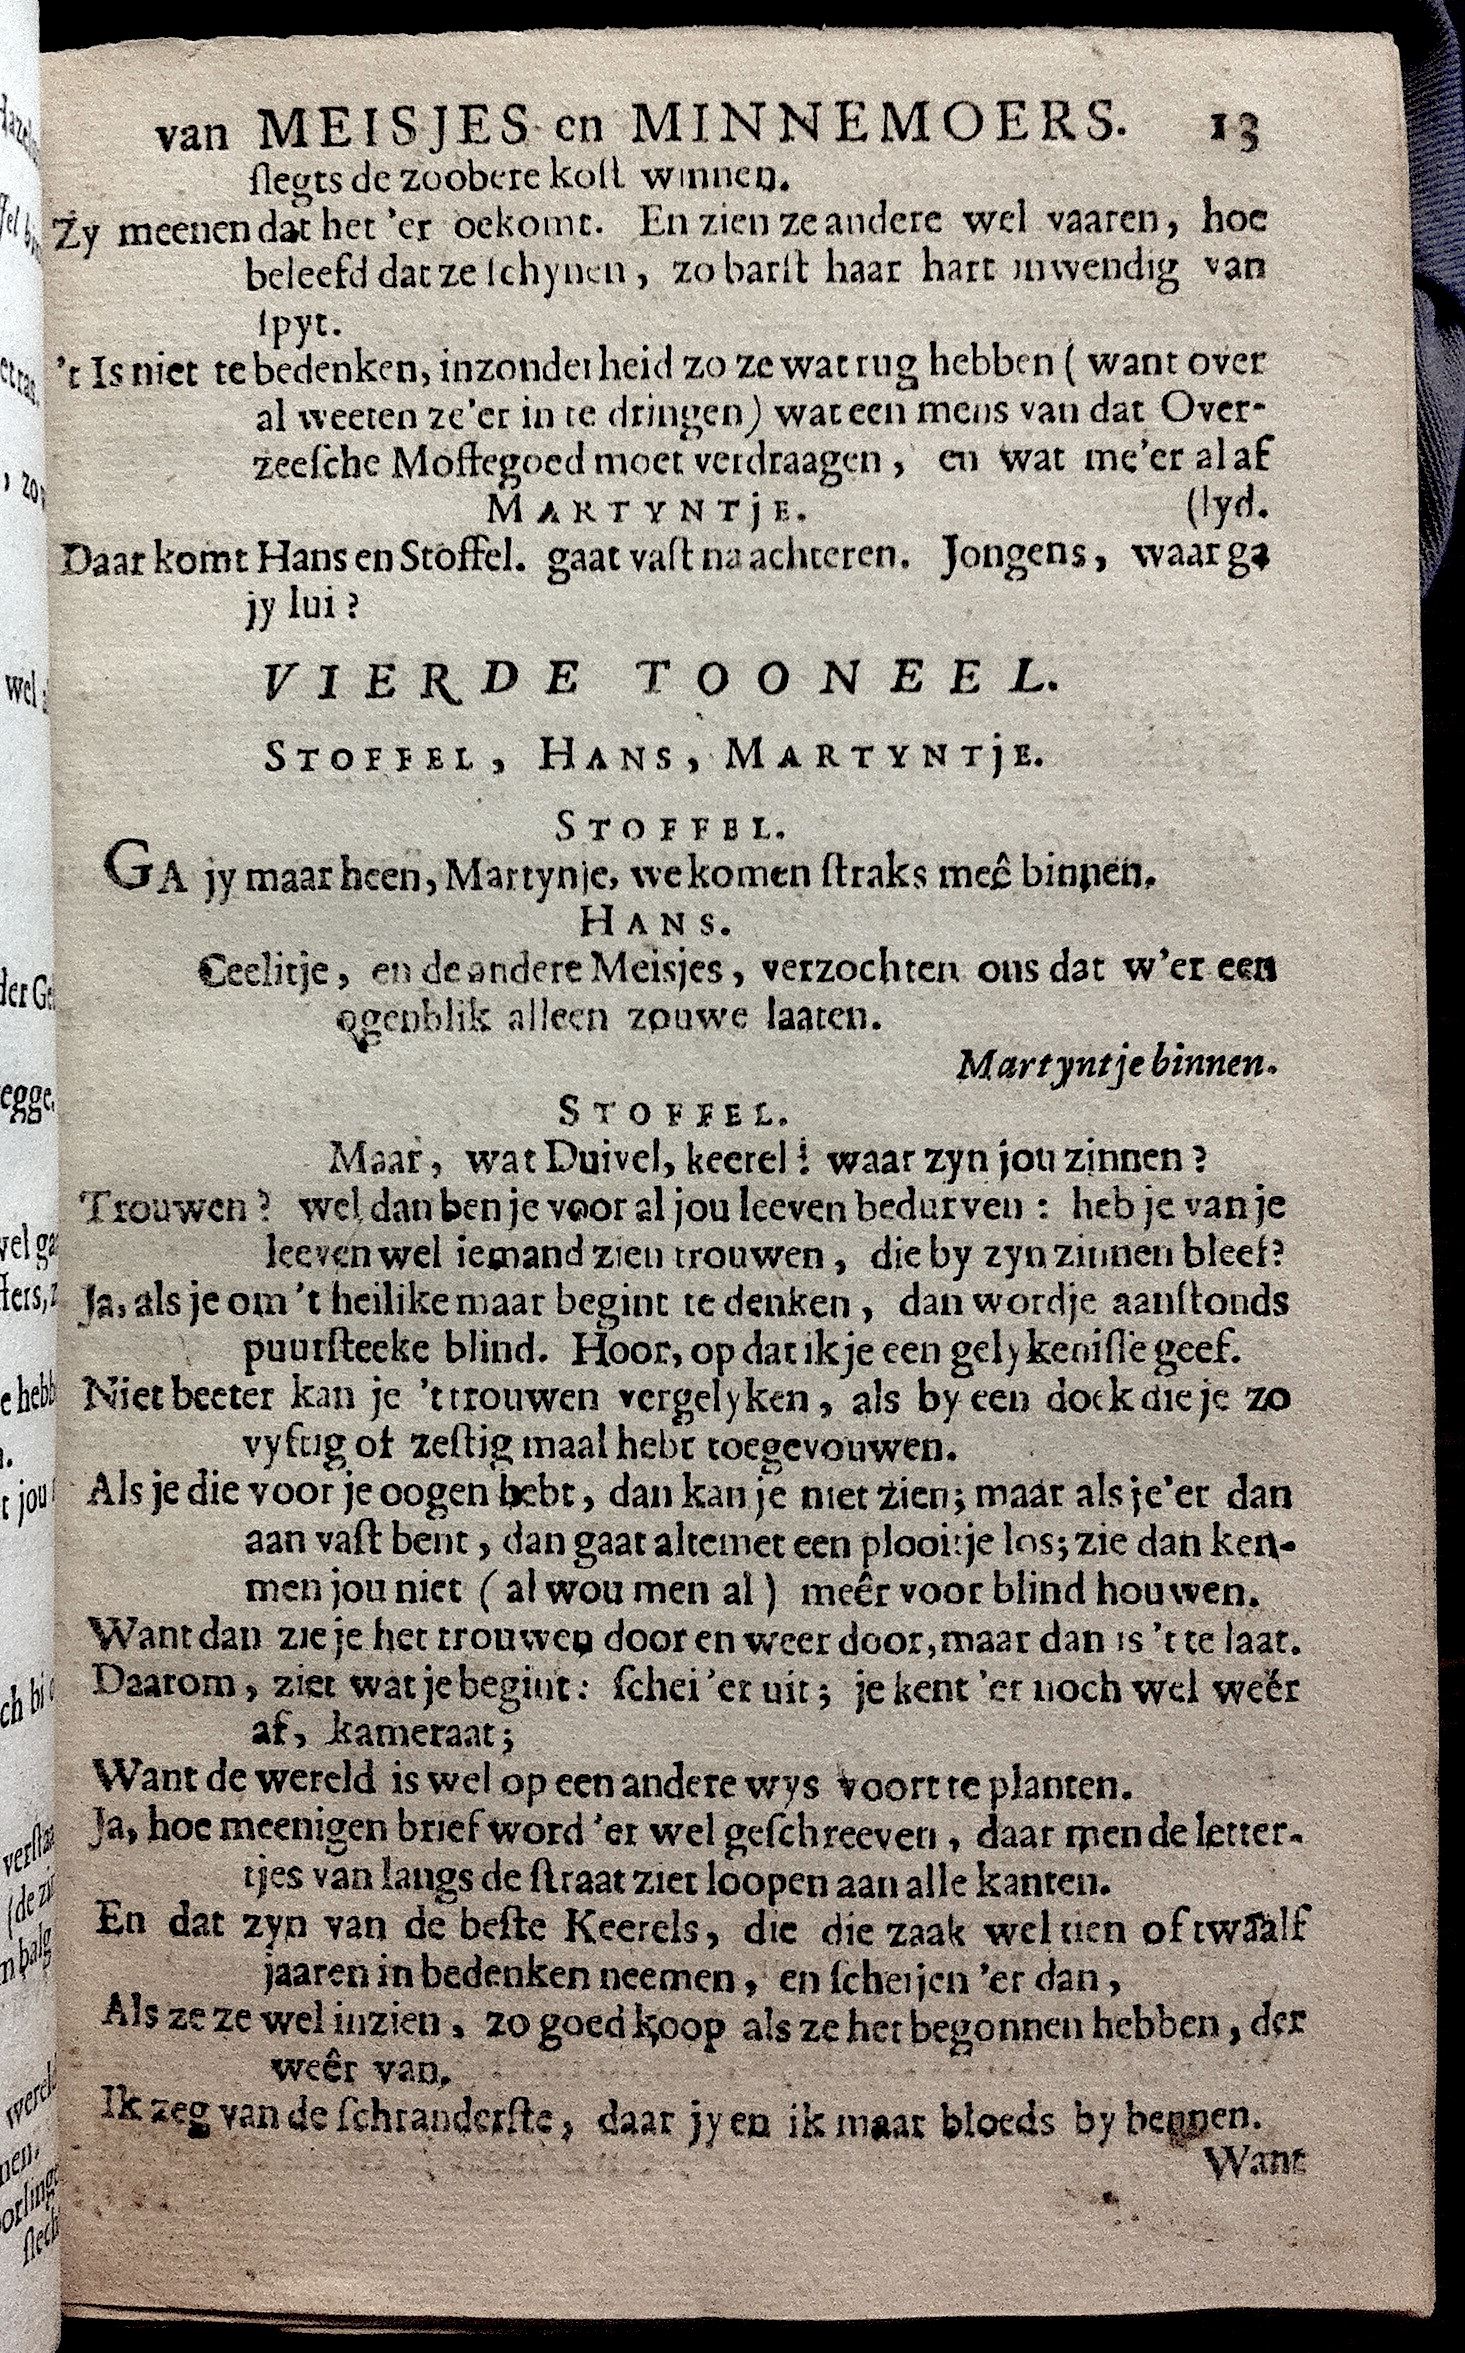 van MEISJES en MINNEMOERS. 13
ſlegts de zoobere koſt winnen.
Zy meenen dat het 'er oekomt. En zien ze andere wel vaaren, hoe
beleefd dat ze ſchynen, zo barſt haar hart inwendig van
ſpyt.
't Is niet te bedenken, inzonderheid zo ze wat rug hebben (want over
al weeten ze'er in te dringen) wat een mens van dat Over-
zeeſche Moſtegoed moet verdraagen, en wat me'er al af
MARTYNTjE. (lyd.
Daar komt Hans en Stoffel. gaat vaſt na achteren. Jongens, waar ga
jy lui?
VIERDE TOONEEL.
STOFFEL, HANS, MARTYNTjE.
STOFFEL.
GA jy maar heen, Martynje, we komen ſtraks meê binnen.
HANS.
Ceelitje, en de andere Meisjes, verzochten ons dat w'er een
ogenblik alleen zouwe laaten.
Martyntje binnen.
STOFFEL.
Maar, wat Duivel, keerel! waar zyn jou zinnen?
Trouwen? wel dan ben je voor al jou leeven bedurven: heb je van je
leeven wel iemand zien trouwen, die by zyn zinnen bleef?
Ja, als je om 't heilike maar begint te denken, dan wordje aanſtonds
puurſteeke blind. Hoor, op dat ik je een gelykeniſſe geef.
Niet beeter kan je 't trouwen vergelyken, als by een doek die je zo
vyftig of zeſtig maal hebt toegevouwen.
Als je die voor je oogen hebt, dan kan je niet zien; maar als je'er dan
aan vaſt bent, dan gaat altemet een plooitje los; zie dan ken-
men jou niet (al wou men al) meêr voor blind houwen.
Want dan zie je het trouwen door en weer door, maar dan is 't te laat.
Daarom, ziet wat je begint: ſchei 'er uit; je kent 'er noch wel weêr
af, kameraat;
Want de wereld is wel op een andere wys voort te planten.
Ja, hoe meenigen brief word 'er wel geſchreeven, daar men de letter-
tjes van langs de ſtraat ziet loopen aan alle kanten.
En dat zyn van de beſte Keerels, die die zaak wel tien of twaalf
jaaren in bedenken neemen, en ſcheijen 'er dan,
Als ze ze wel inzien, zo goed koop als ze het begonnen hebben, der
weêr van.
Ik zeg van de ſchranderſte, daar jy en ik maar bloeds by bennen.
Want